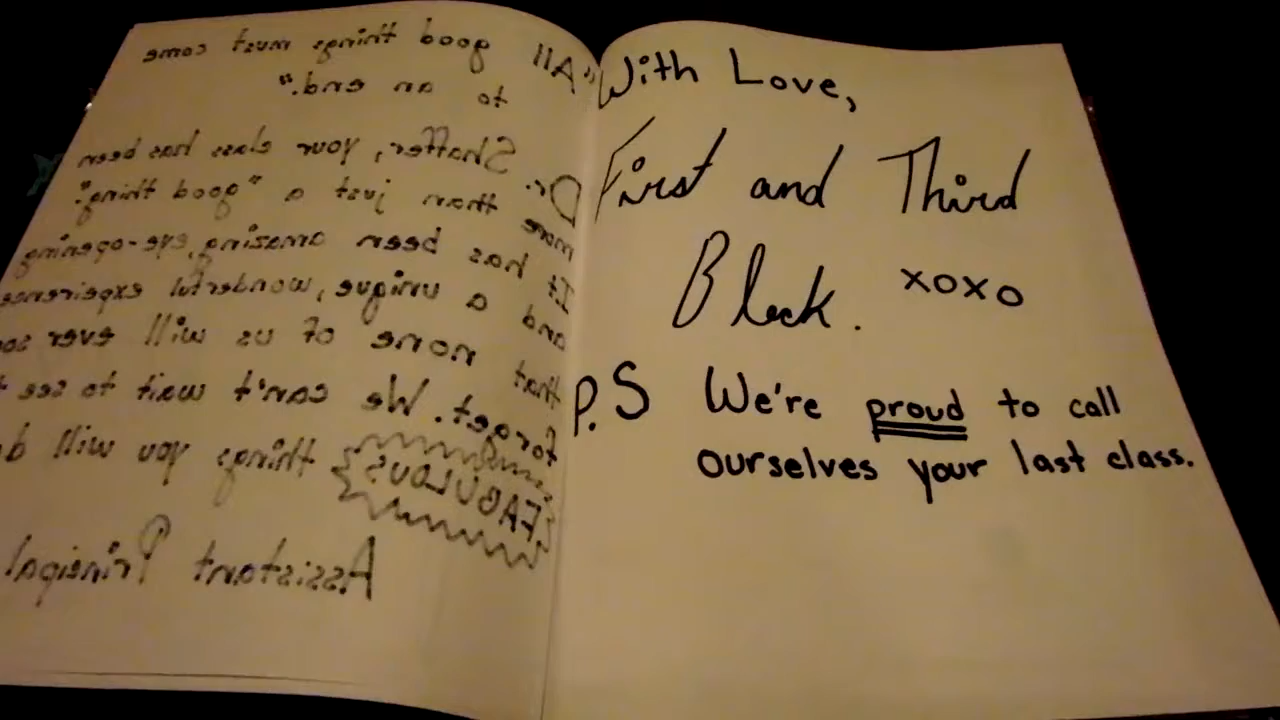 "All good things must come
to an end."
Dr. Shaffer, your class has been
more than just a "good thing".
It has been amazing, eye-opening
and a unique, wonderful expeirence
that none of us will ever
forget. We can't wait to see
FABULOUS things you will
Assistant Principal
With Love,
First and Third
Block. xoxo
P.S We're proud to call
ourselves your last class.